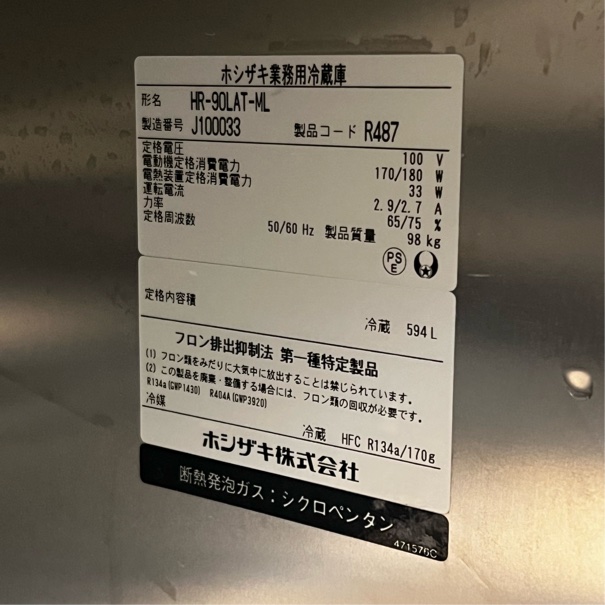 ホシザキ業務用冷蔵庫
形名 HR-90LAT-ML
製造番号 J100033 製品コード R487
定格電圧 100 V
電動機定格消費電力 170/180 W
電熱装置定格消費電力 33 W
運転電流 2.9/2.7 A
力率 65/75 %
定格周波数 50/60 Hz 製品質量 98 kg
PS
E
定格内容積 冷蔵 594 L
フロン排出抑制法 第一種特定製品
(1) フロン類をみだりに大気中に放出することは禁じられています。
(2) この製品を廃棄・整備する場合には、フロン類の回収が必要です。
R134a(GWP1430) R404A(GWP3920)
冷媒 冷蔵 HFC R134a/170g
ホシザキ株式会社
断熱発泡ガス：シクロペンタン
471576C